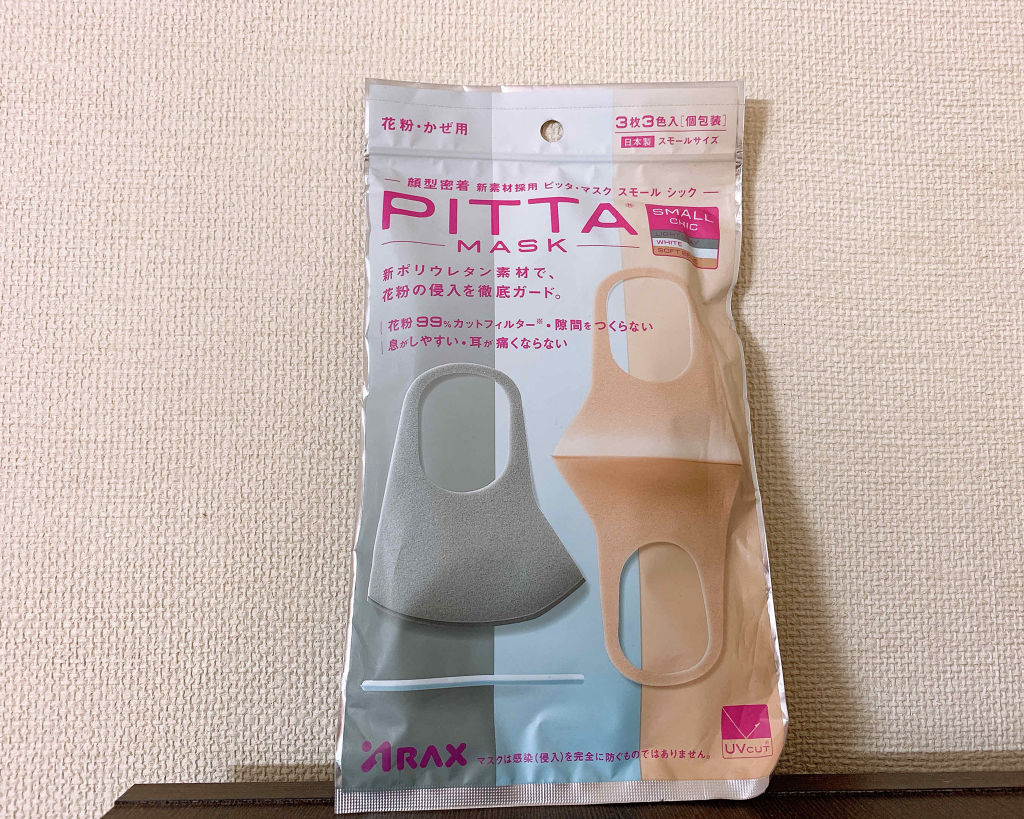 花粉・かぜ用
3枚3色入[個包装]
日本製 スモールサイズ
顔型密着 新素材採用 ピッタ・マスク スモール シック
PITTA®
MASK
SMALL
CHIC
LIGHT GRAY
WHITE
SOFT BEIGE
新ポリウレタン素材で、
花粉の侵入を徹底ガード。
花粉99%カットフィルター※・隙間をつくらない
息がしやすい・耳が痛くならない
ARAX
マスクは感染(侵入)を完全に防ぐものではありません。
UVCUT